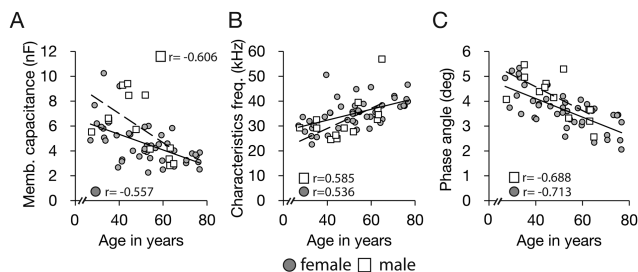 A
Memb. capacitance (nF)
12
10
8
6
4
2
0
r= -0.606
r= -0.557
20 40 60 80
Age in years
B
Characteristics freq. (kHz)
60
50
40
30
20
10
0
r=0.585
r=0.536
20 40 60 80
Age in years
C
Phase angle (deg)
6
5
4
3
2
1
0
r= -0.688
r= -0.713
20 40 60 80
Age in years
female male